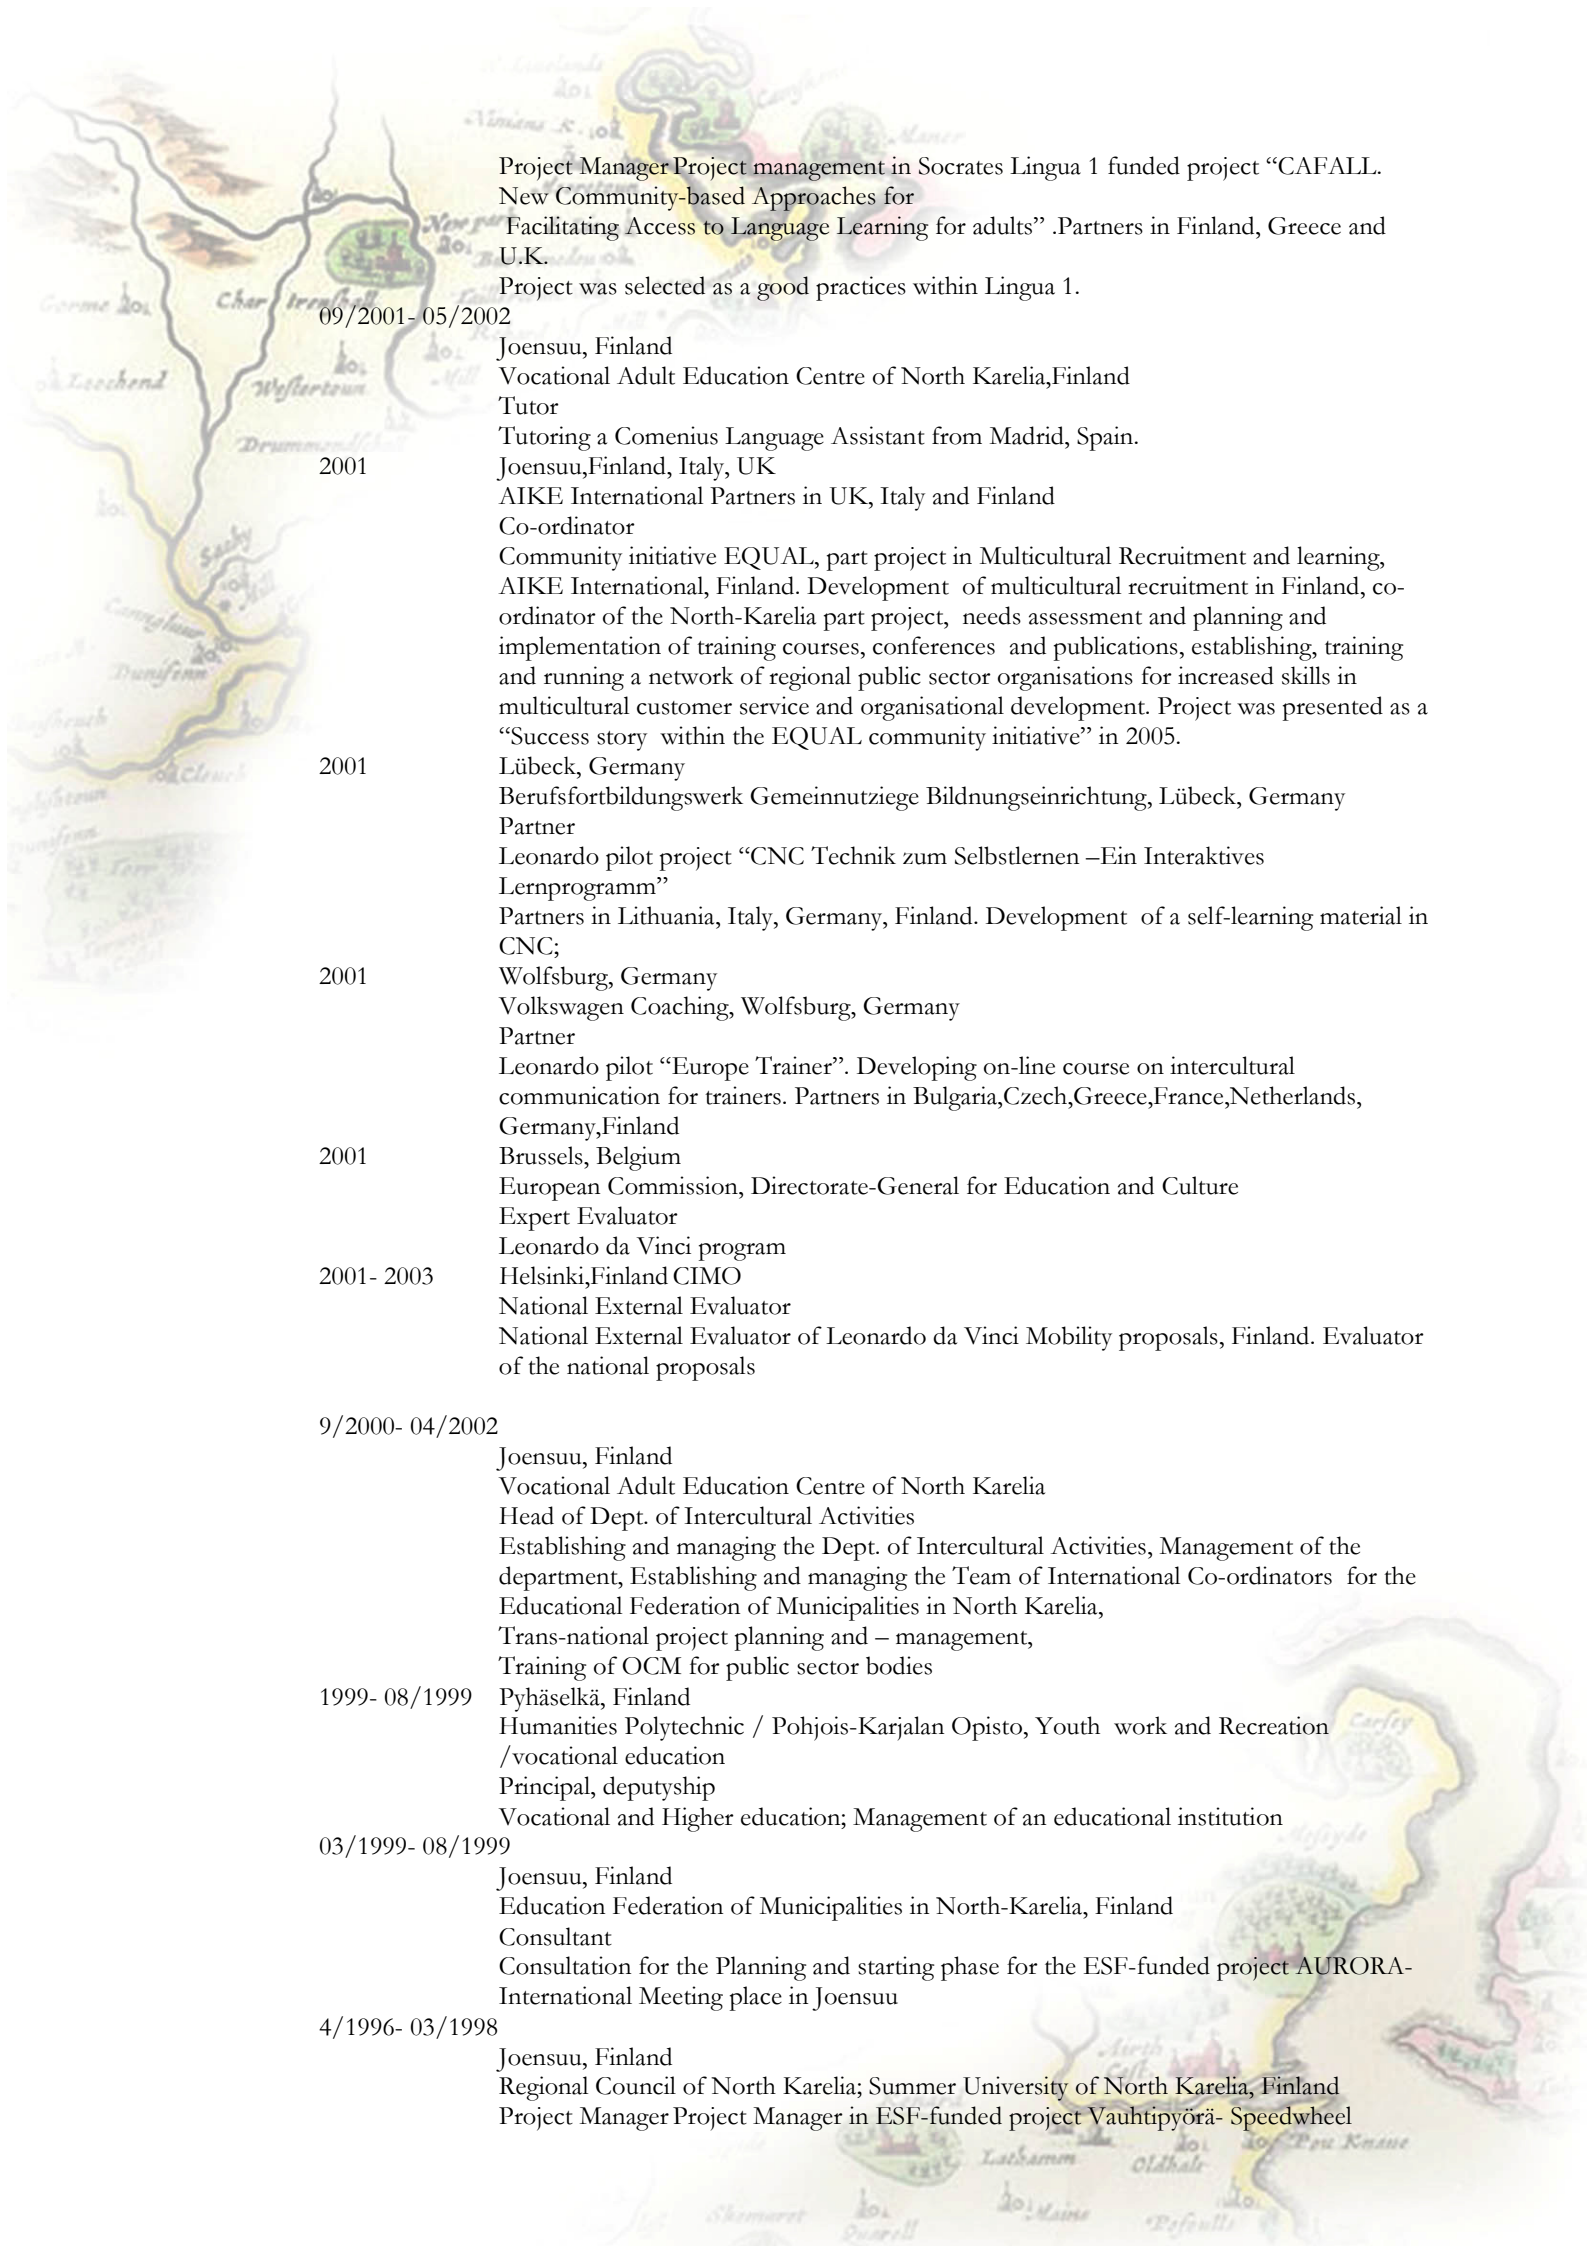 Project Manager Project management in Socrates Lingua 1 funded project “CAFALL.
New Community-based Approaches for
Facilitating Access to Language Learning for adults” .Partners in Finland, Greece and
U.K.
Project was selected as a good practices within Lingua 1.
09/2001- 05/2002
Joensuu, Finland
Vocational Adult Education Centre of North Karelia,Finland
Tutor
Tutoring a Comenius Language Assistant from Madrid, Spain.
2001 Joensuu,Finland, Italy, UK
AIKE International Partners in UK, Italy and Finland
Co-ordinator
Community initiative EQUAL, part project in Multicultural Recruitment and learning,
AIKE International, Finland. Development of multicultural recruitment in Finland, co-
ordinator of the North-Karelia part project, needs assessment and planning and
implementation of training courses, conferences and publications, establishing, training
and running a network of regional public sector organisations for increased skills in
multicultural customer service and organisational development. Project was presented as a
“Success story within the EQUAL community initiative” in 2005.
2001 Lübeck, Germany
Berufsfortbildungswerk Gemeinnutziege Bildnungseinrichtung, Lübeck, Germany
Partner
Leonardo pilot project “CNC Technik zum Selbstlernen –Ein Interaktives
Lernprogramm”
Partners in Lithuania, Italy, Germany, Finland. Development of a self-learning material in
CNC;
2001 Wolfsburg, Germany
Volkswagen Coaching, Wolfsburg, Germany
Partner
Leonardo pilot “Europe Trainer”. Developing on-line course on intercultural
communication for trainers. Partners in Bulgaria,Czech,Greece,France,Netherlands,
Germany,Finland
2001 Brussels, Belgium
European Commission, Directorate-General for Education and Culture
Expert Evaluator
Leonardo da Vinci program
2001- 2003 Helsinki,Finland CIMO
National External Evaluator
National External Evaluator of Leonardo da Vinci Mobility proposals, Finland. Evaluator
of the national proposals
9/2000- 04/2002
Joensuu, Finland
Vocational Adult Education Centre of North Karelia
Head of Dept. of Intercultural Activities
Establishing and managing the Dept. of Intercultural Activities, Management of the
department, Establishing and managing the Team of International Co-ordinators for the
Educational Federation of Municipalities in North Karelia,
Trans-national project planning and – management,
Training of OCM for public sector bodies
1999- 08/1999 Pyhäselkä, Finland
Humanities Polytechnic / Pohjois-Karjalan Opisto, Youth work and Recreation
/vocational education
Principal, deputyship
Vocational and Higher education; Management of an educational institution
03/1999- 08/1999
Joensuu, Finland
Education Federation of Municipalities in North-Karelia, Finland
Consultant
Consultation for the Planning and starting phase for the ESF-funded project AURORA-
International Meeting place in Joensuu
4/1996- 03/1998
Joensuu, Finland
Regional Council of North Karelia; Summer University of North Karelia, Finland
Project Manager Project Manager in ESF-funded project Vauhtipyörä- Speedwheel
Westertoun
Dunifenn
Lathamm
Oldhale